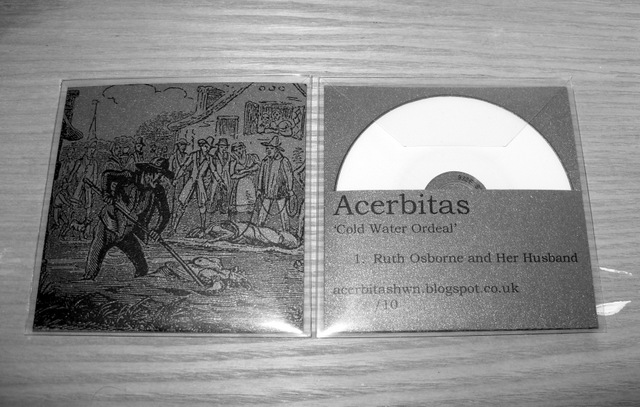 Acerbitas
'Cold Water Ordeal'
1. Ruth Osborne and Her Husband
acerbitashwn.blogspot.co.uk
/10